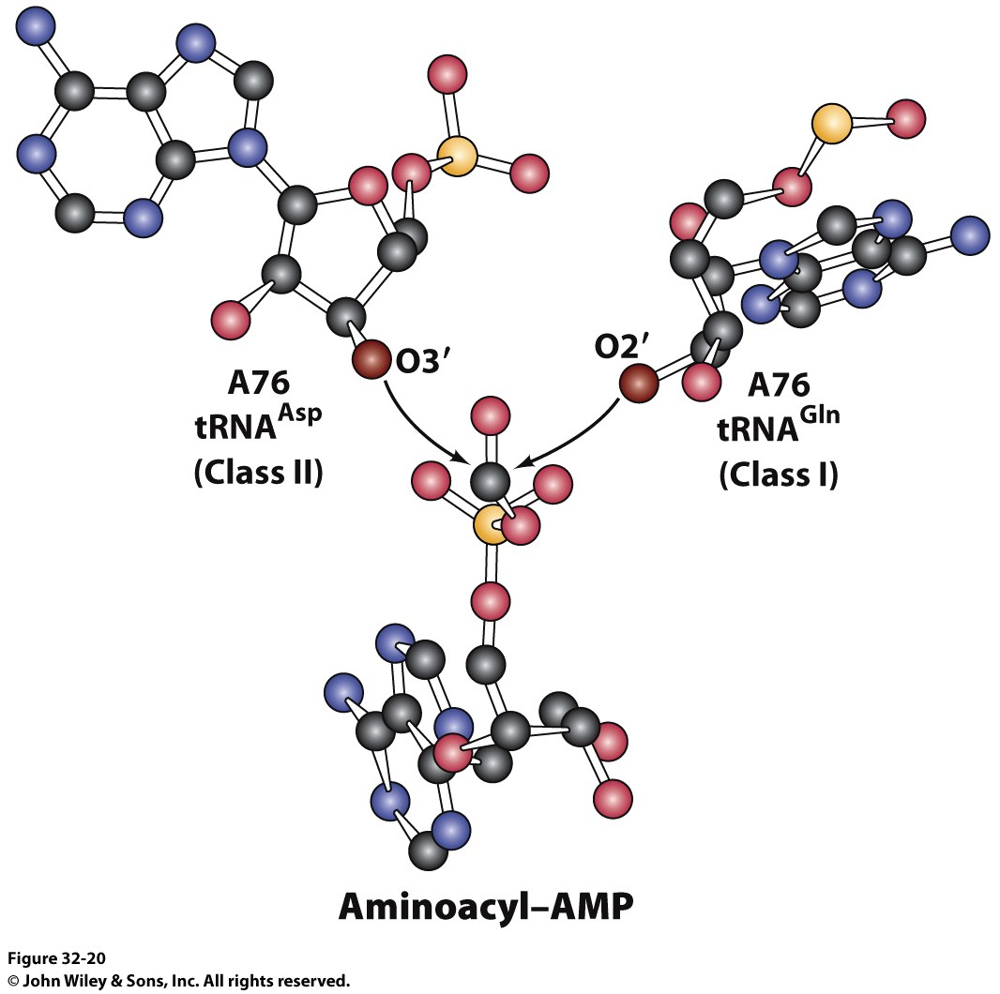 O3′
A76
tRNA^Asp
(Class II)
O2′
A76
tRNA^Gln
(Class I)
Aminoacyl–AMP
Figure 32-20
© John Wiley & Sons, Inc. All rights reserved.